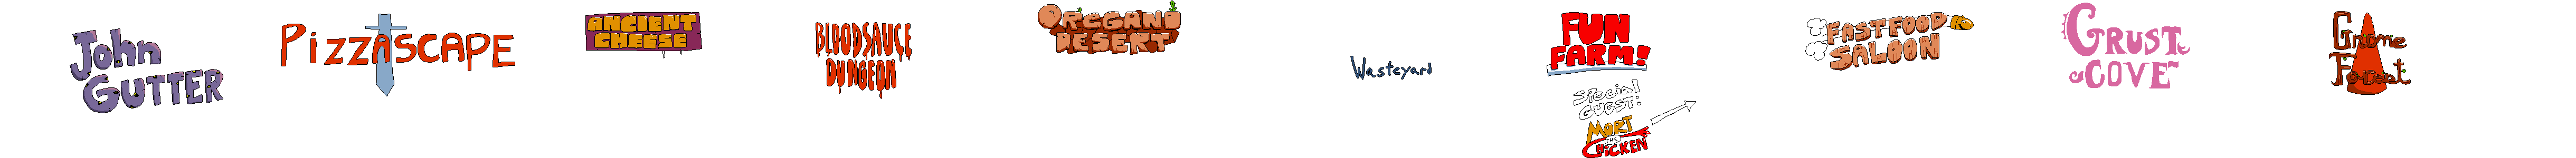 John
GUTTER
PIZZASCAPE
ANCIENT
CHEESE
BLOODSAUCE
DUNGEON
OREGANO
DESERT
Wasteyard
FUN
FARM!
SPECIAL
GUEST:
MORT
THE
CHICKEN
FASTFOOD
SALOON
CRUST
COVE
Gnome
Forest